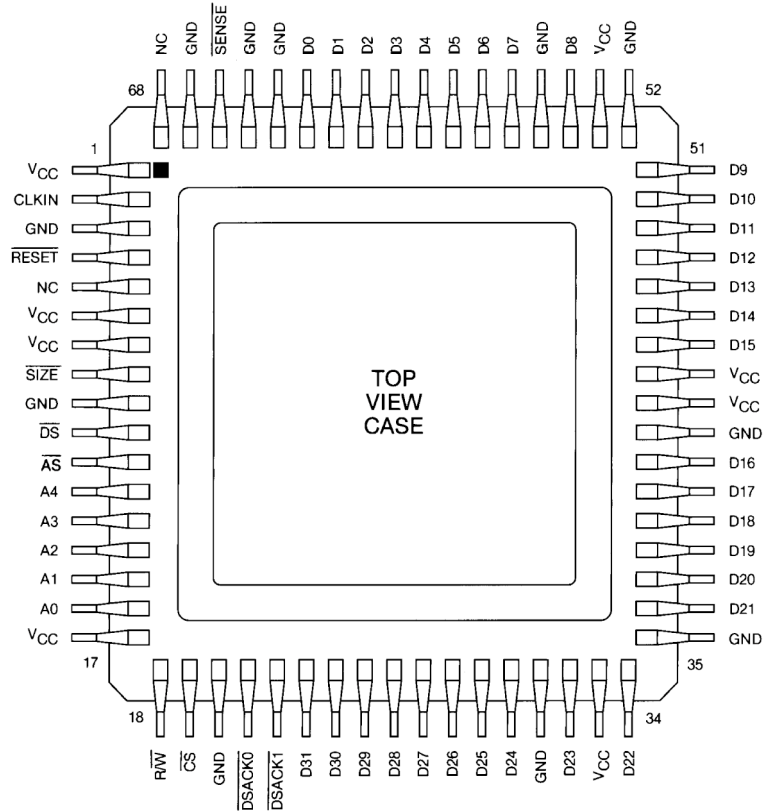 NC
GND
SENSE
GND
GND
D0
D1
D2
D3
D4
D5
D6
D7
GND
D8
VCC
GND
68
52
1
51
VCC
CLKIN
GND
RESET
NC
VCC
VCC
SIZE
GND
DS
AS
A4
A3
A2
A1
A0
VCC
TOP
VIEW
CASE
D9
D10
D11
D12
D13
D14
D15
VCC
VCC
GND
D16
D17
D18
D19
D20
D21
GND
17
35
18
34
R/W
CS
GND
DSACK0
DSACK1
D31
D30
D29
D28
D27
D26
D25
D24
GND
D23
VCC
D22